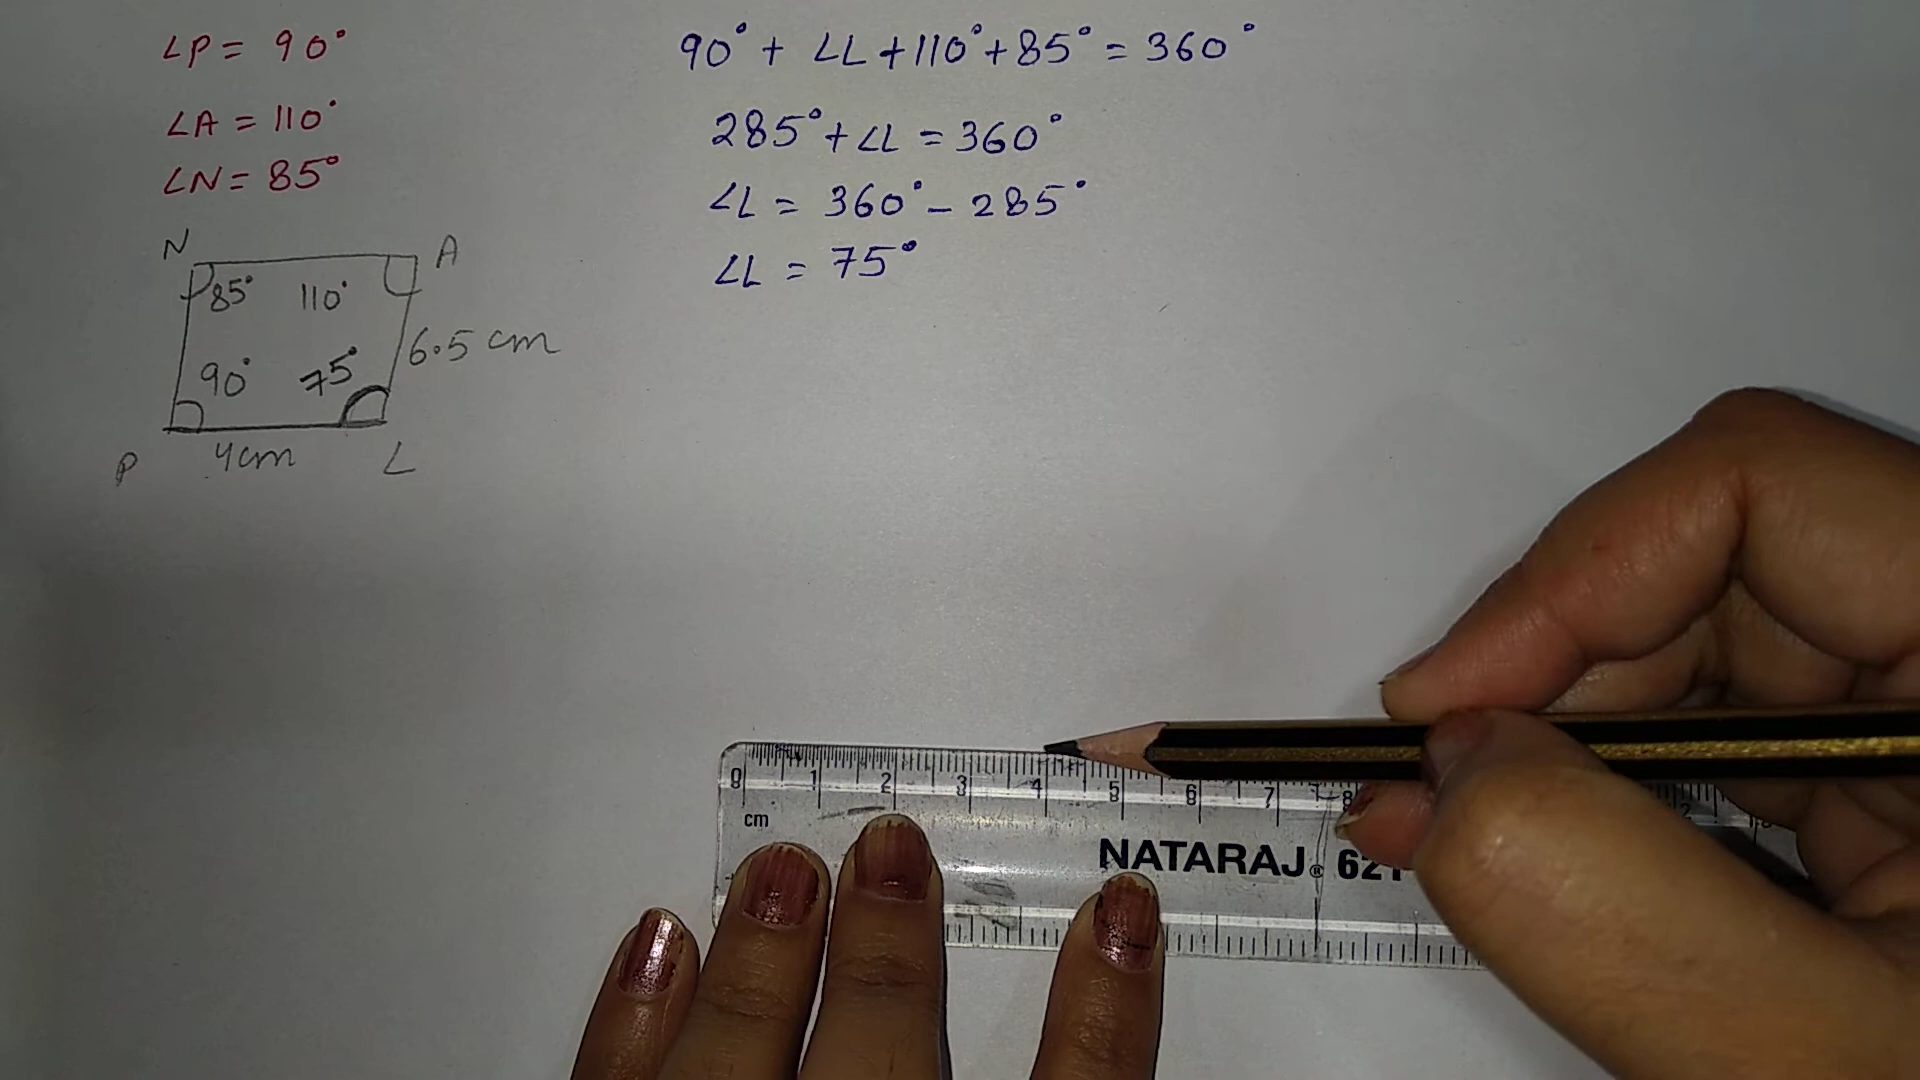 ∠P = 90°
∠A = 110°
∠N = 85°
90° + ∠L + 110° + 85° = 360°
285° + ∠L = 360°
∠L = 360° - 285°
∠L = 75°
N A
85° 110°
6.5 cm
90° 75°
P 4cm L
0 1 2 3 4 5 6 7 8
cm
NATARAJ®